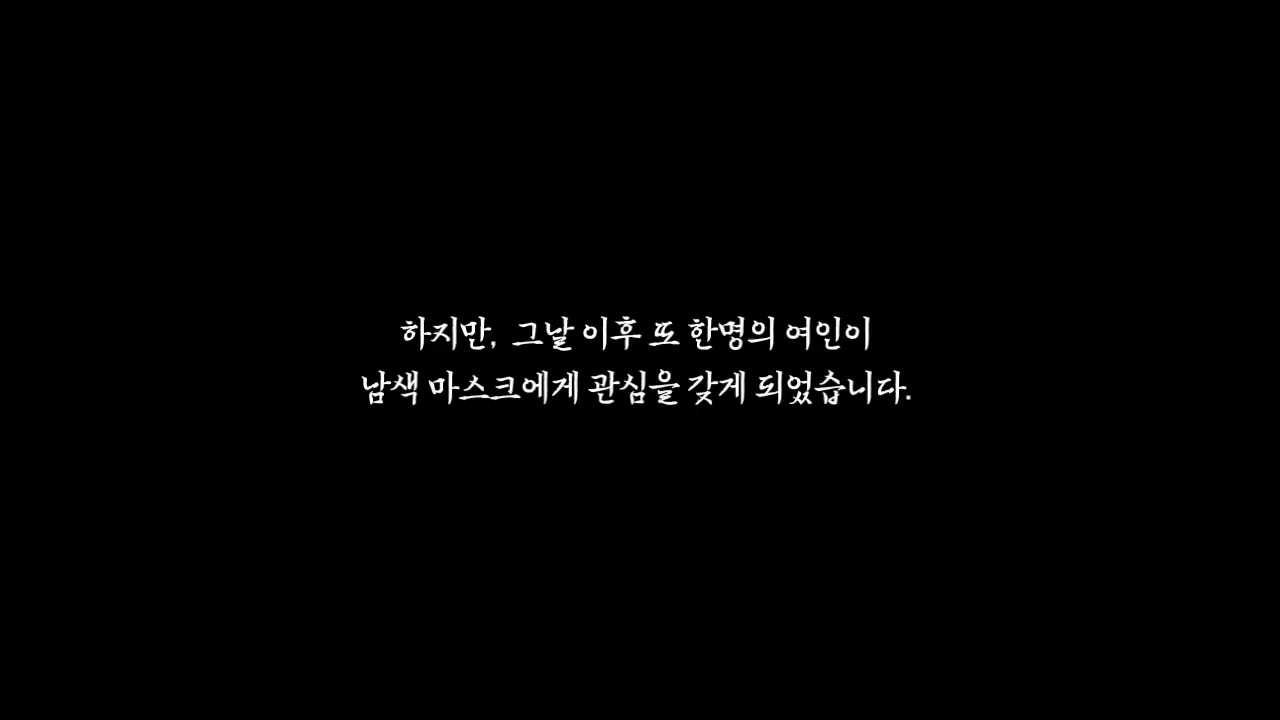 하지만, 그날 이후 또 한명의 여인이
남색 마스크에게 관심을 갖게 되었습니다.